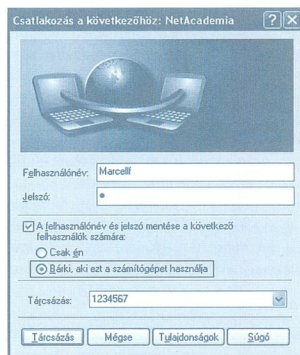 Csatlakozás a következőhöz: NetAcademia
Felhasználónév: Marcellf
Jelszó:
A felhasználónév és jelszó mentése a következő
felhasználók számára:
Csak én
Bárki, aki ezt a számítógépet használja
Tárcsázás: 1234567
Tárcsázás Mégse Tulajdonságok Súgó